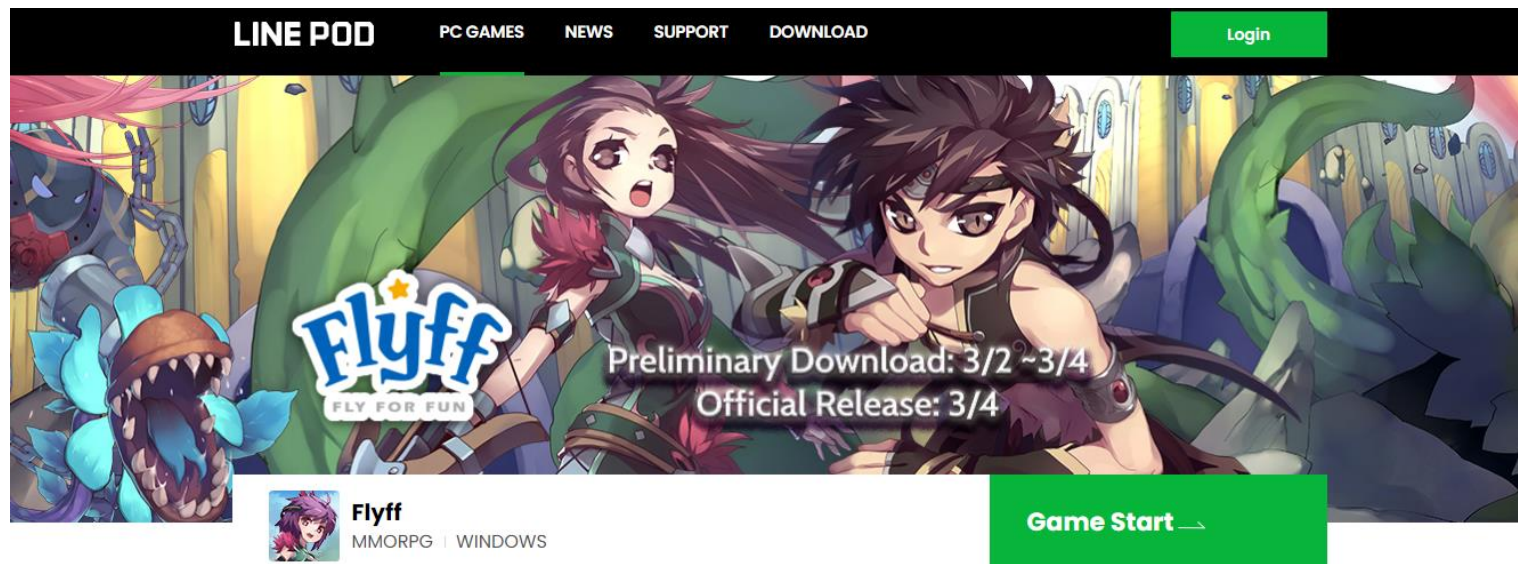 LINE POD
PC GAMES NEWS SUPPORT DOWNLOAD
Login
Flyff
FLY FOR FUN
Preliminary Download: 3/2 ~3/4
Official Release: 3/4
Flyff
MMORPG | WINDOWS
Game Start